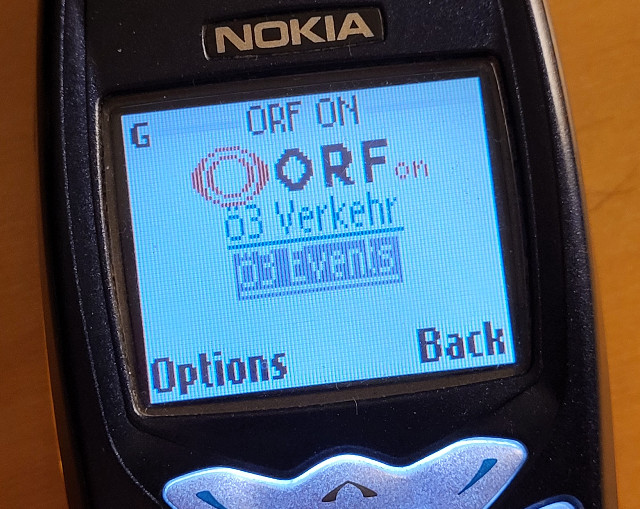 NOKIA
G
ORF ON
ORF on
ö3 Verkehr
ö3 Events
Options
Back